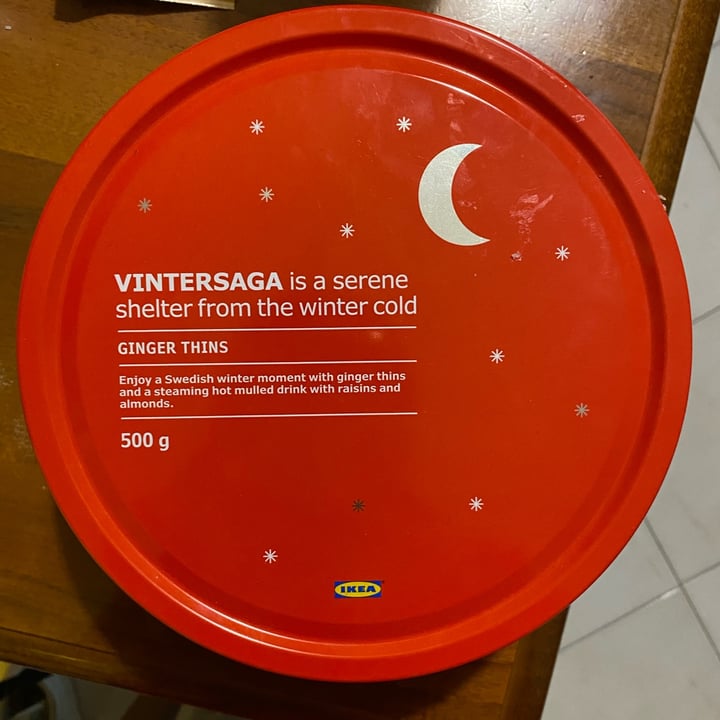 VINTERSAGA is a serene
shelter from the winter cold
GINGER THINS
Enjoy a Swedish winter moment with ginger thins
and a steaming hot mulled drink with raisins and
almonds.
500 g
IKEA